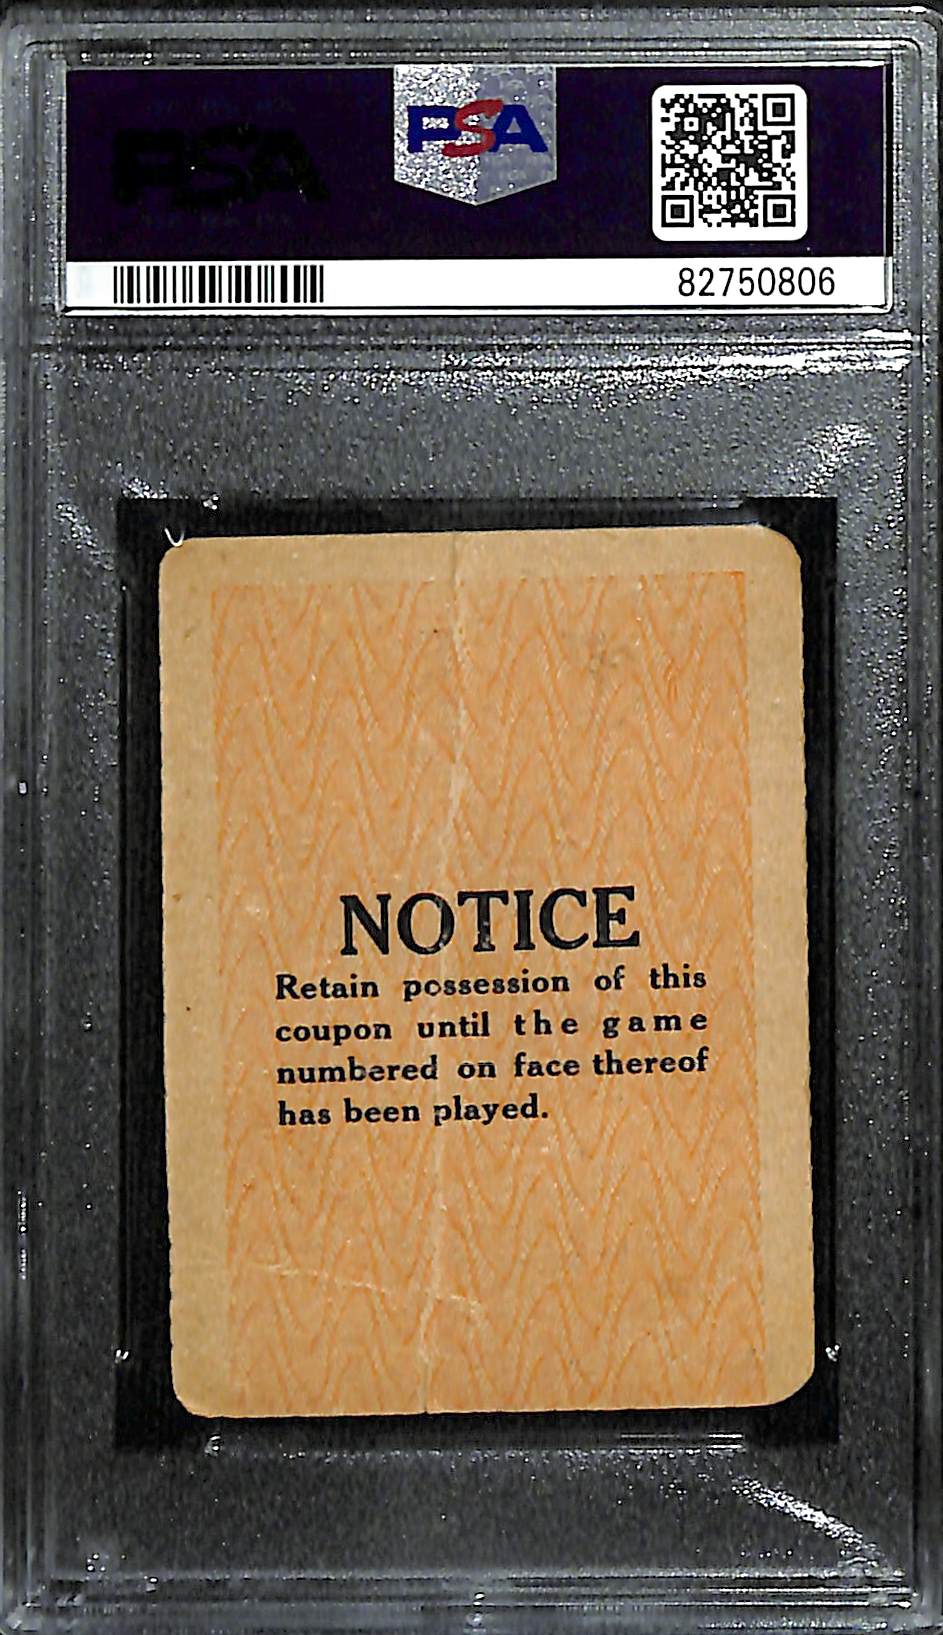 PSA
PSA
82750806
NOTICE
Retain possession of this
coupon until the game
numbered on face thereof
has been played.